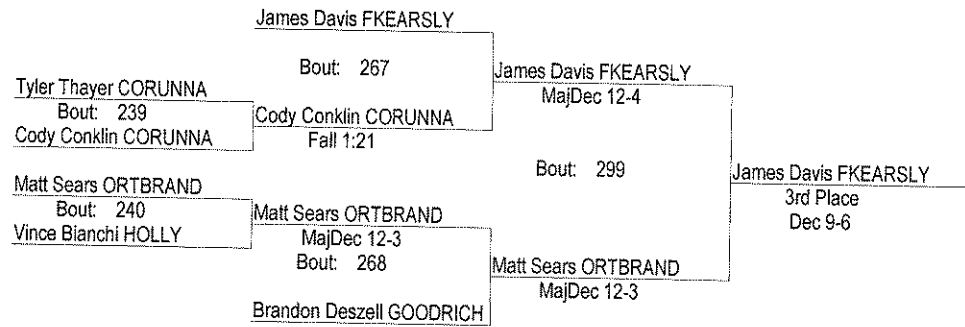 James Davis FKEARSLY
Bout: 267
James Davis FKEARSLY
MajDec 12-4
Tyler Thayer CORUNNA
Bout: 239
Cody Conklin CORUNNA
Cody Conklin CORUNNA
Fall 1:21
Bout: 299
James Davis FKEARSLY
3rd Place
Dec 9-6
Matt Sears ORTBRAND
Bout: 240
Vince Bianchi HOLLY
Matt Sears ORTBRAND
MajDec 12-3
Bout: 268
Matt Sears ORTBRAND
MajDec 12-3
Brandon Deszell GOODRICH